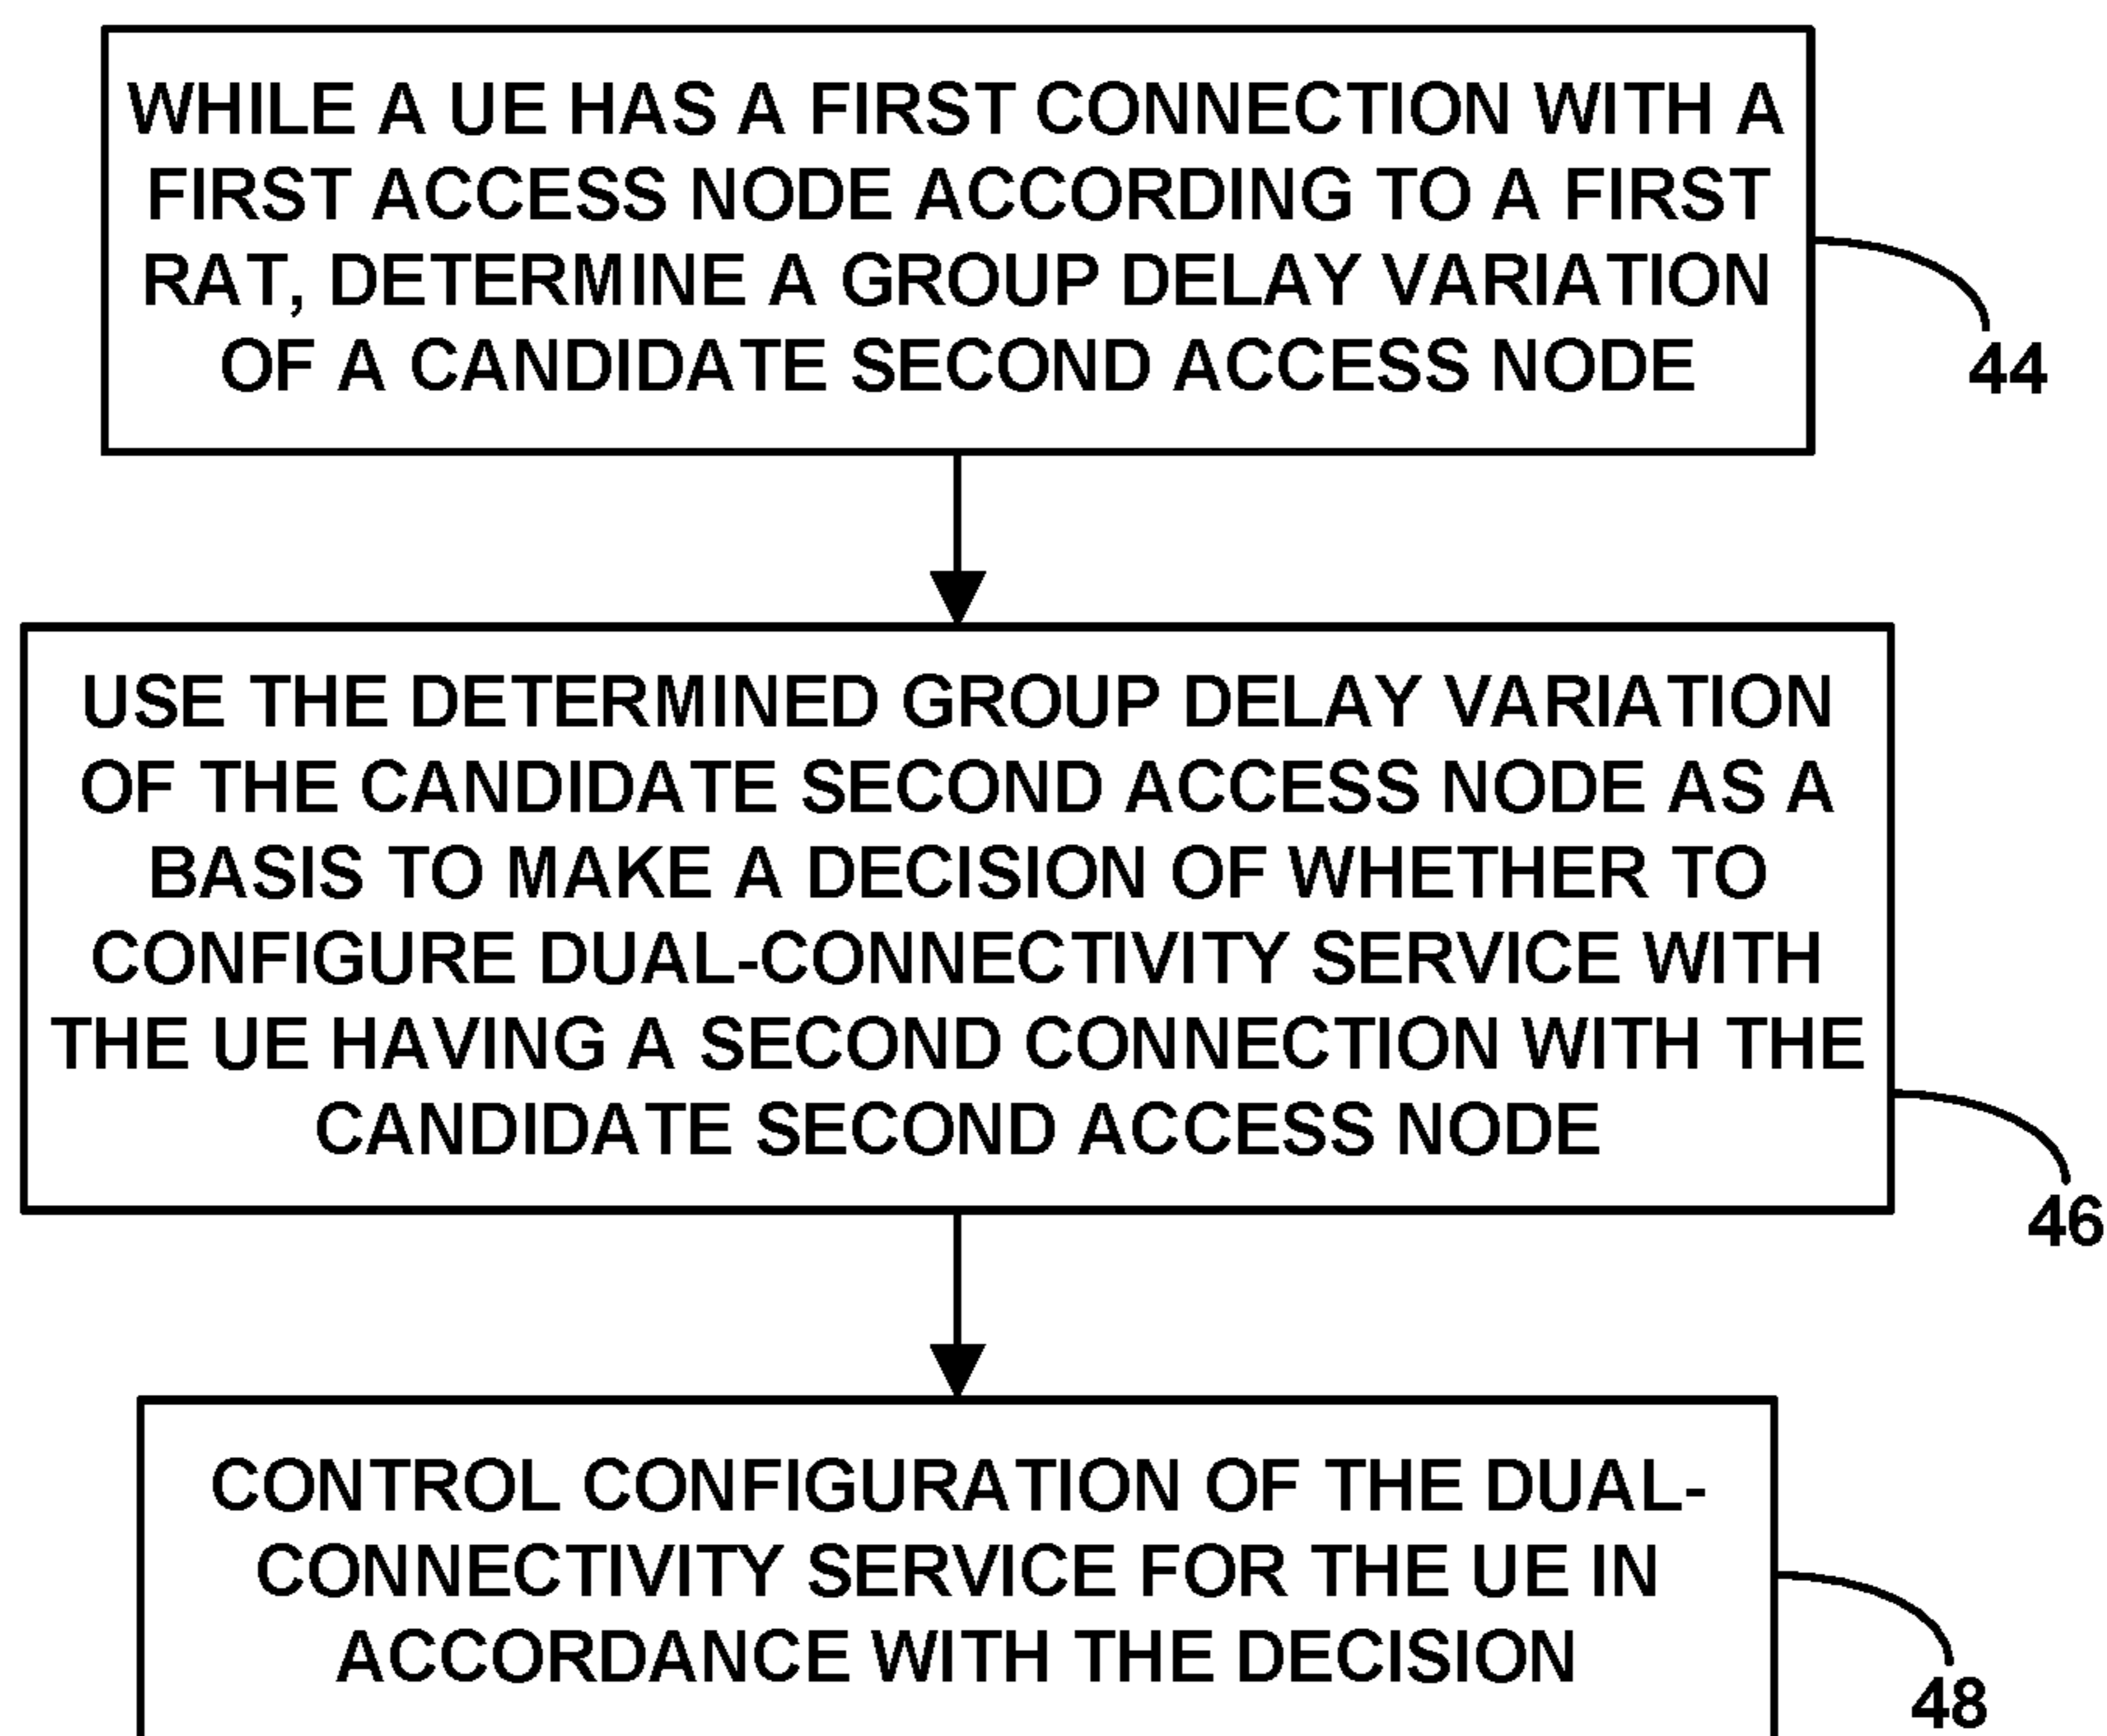 WHILE A UE HAS A FIRST CONNECTION WITH A
FIRST ACCESS NODE ACCORDING TO A FIRST
RAT, DETERMINE A GROUP DELAY VARIATION
OF A CANDIDATE SECOND ACCESS NODE
44
USE THE DETERMINED GROUP DELAY VARIATION
OF THE CANDIDATE SECOND ACCESS NODE AS A
BASIS TO MAKE A DECISION OF WHETHER TO
CONFIGURE DUAL-CONNECTIVITY SERVICE WITH
THE UE HAVING A SECOND CONNECTION WITH THE
CANDIDATE SECOND ACCESS NODE
46
CONTROL CONFIGURATION OF THE DUAL-
CONNECTIVITY SERVICE FOR THE UE IN
ACCORDANCE WITH THE DECISION
48